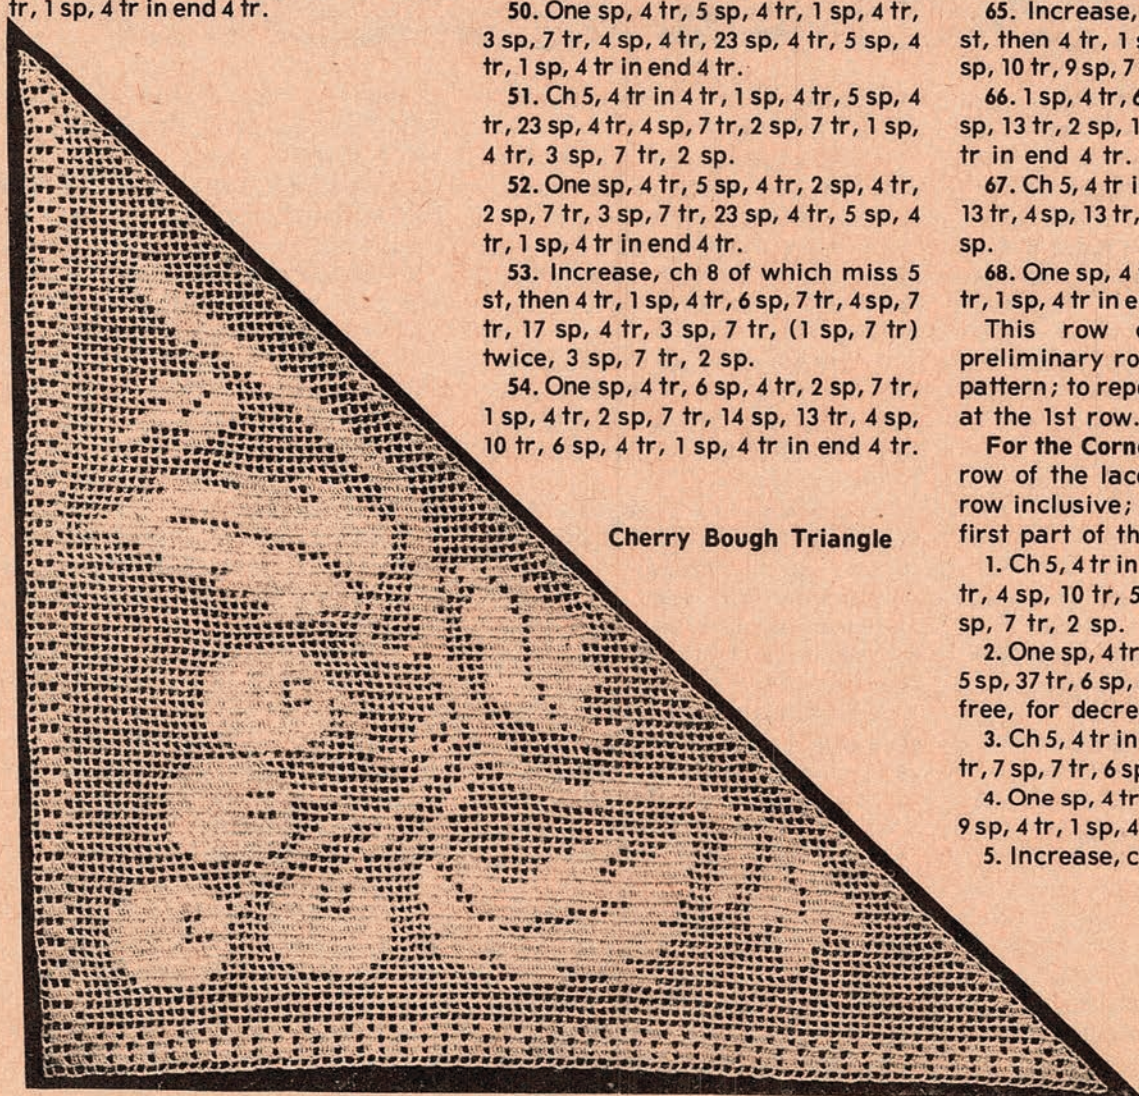 tr, 1 sp, 4 tr in end 4 tr.
50. One sp, 4 tr, 5 sp, 4 tr, 1 sp, 4 tr,
3 sp, 7 tr, 4 sp, 4 tr, 23 sp, 4 tr, 5 sp, 4
tr, 1 sp, 4 tr in end 4 tr.
51. Ch 5, 4 tr in 4 tr, 1 sp, 4 tr, 5 sp, 4
tr, 23 sp, 4 tr, 4 sp, 7 tr, 2 sp, 7 tr, 1 sp,
4 tr, 3 sp, 7 tr, 2 sp.
52. One sp, 4 tr, 5 sp, 4 tr, 2 sp, 4 tr,
2 sp, 7 tr, 3 sp, 7 tr, 23 sp, 4 tr, 5 sp, 4
tr, 1 sp, 4 tr in end 4 tr.
53. Increase, ch 8 of which miss 5
st, then 4 tr, 1 sp, 4 tr, 6 sp, 7 tr, 4 sp, 7
tr, 17 sp, 4 tr, 3 sp, 7 tr, (1 sp, 7 tr)
twice, 3 sp, 7 tr, 2 sp.
54. One sp, 4 tr, 6 sp, 4 tr, 2 sp, 7 tr,
1 sp, 4 tr, 2 sp, 7 tr, 14 sp, 13 tr, 4 sp,
10 tr, 6 sp, 4 tr, 1 sp, 4 tr in end 4 tr.
Cherry Bough Triangle
65. Increase,
st, then 4 tr, 1
sp, 10 tr, 9 sp, 7
66. 1 sp, 4 tr, 6
sp, 13 tr, 2 sp, 1
tr in end 4 tr.
67. Ch 5, 4 tr i
13 tr, 4 sp, 13 tr,
sp.
68. One sp, 4
tr, 1 sp, 4 tr in e
This row
preliminary ro
pattern; to repe
at the 1st row.
For the Corne
row of the lace
row inclusive;
first part of th
1. Ch 5, 4 tr in
tr, 4 sp, 10 tr, 5
sp, 7 tr, 2 sp.
2. One sp, 4 tr
5 sp, 37 tr, 6 sp,
free, for decre
3. Ch 5, 4 tr in
tr, 7 sp, 7 tr, 6 sp
4. One sp, 4 tr
9 sp, 4 tr, 1 sp, 4
5. Increase, c